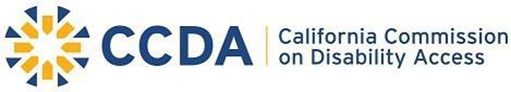 CCDA
California Commission
on Disability Access